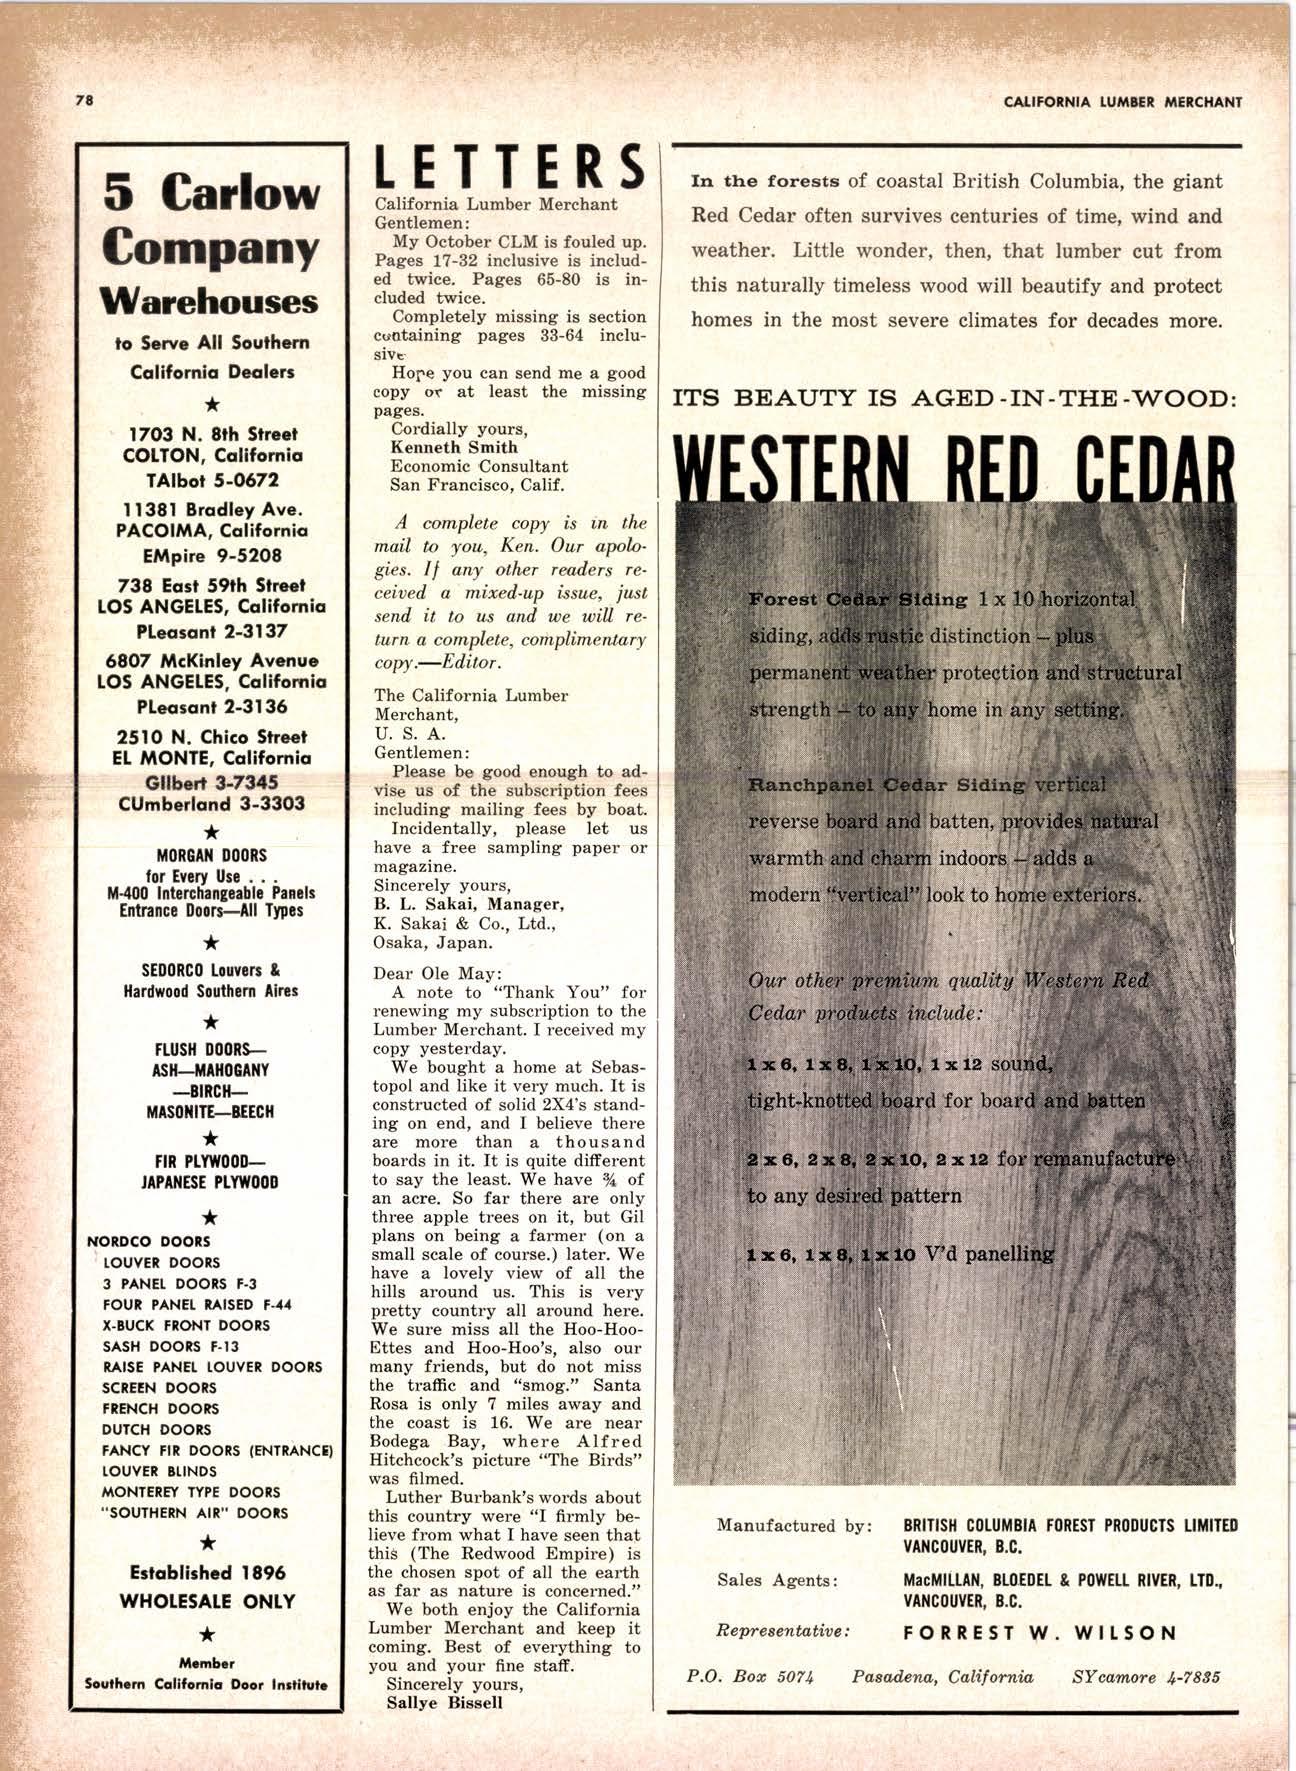 78
CALIFORNIA LUMBER MERCHANT
5 Carlow
Company
Warehouses
to Serve All Southern
California Dealers
★
1703 N. 8th Street
COLTON, California
TAlbot 5-0672
11381 Bradley Ave.
PACOIMA, California
EMpire 9-5208
738 East 59th Street
LOS ANGELES, California
PLeasant 2-3137
6807 McKinley Avenue
LOS ANGELES, California
PLeasant 2-3136
2510 N. Chico Street
EL MONTE, California
GIlbert 3-7345
CUmberland 3-3303
★
MORGAN DOORS
for Every Use . . .
M-400 Interchangeable Panels
Entrance Doors—All Types
★
SEDORCO Louvers &
Hardwood Southern Aires
★
FLUSH DOORS—
ASH—MAHOGANY
—BIRCH—
MASONITE—BEECH
★
FIR PLYWOOD—
JAPANESE PLYWOOD
★
NORDCO DOORS
LOUVER DOORS
3 PANEL DOORS F-3
FOUR PANEL RAISED F-44
X-BUCK FRONT DOORS
SASH DOORS F-13
RAISE PANEL LOUVER DOORS
SCREEN DOORS
FRENCH DOORS
DUTCH DOORS
FANCY FIR DOORS (ENTRANCE)
LOUVER BLINDS
MONTEREY TYPE DOORS
"SOUTHERN AIR" DOORS
★
Established 1896
WHOLESALE ONLY
★
Member
Southern California Door Institute
LETTERS
California Lumber Merchant
Gentlemen:
My October CLM is fouled up.
Pages 17-32 inclusive is includ-
ed twice. Pages 65-80 is in-
cluded twice.
Completely missing is section
containing pages 33-64 inclu-
sive
Hope you can send me a good
copy or at least the missing
pages.
Cordially yours,
Kenneth Smith
Economic Consultant
San Francisco, Calif.
A complete copy is in the
mail to you, Ken. Our apolo-
gies. If any other readers re-
ceived a mixed-up issue, just
send it to us and we will re-
turn a complete, complimentary
copy.—Editor.
The California Lumber
Merchant,
U. S. A.
Gentlemen:
Please be good enough to ad-
vise us of the subscription fees
including mailing fees by boat.
Incidentally, please let us
have a free sampling paper or
magazine.
Sincerely yours,
B. L. Sakai, Manager,
K. Sakai & Co., Ltd.,
Osaka, Japan.
Dear Ole May:
A note to "Thank You" for
renewing my subscription to the
Lumber Merchant. I received my
copy yesterday.
We bought a home at Sebas-
topol and like it very much. It is
constructed of solid 2X4's stand-
ing on end, and I believe there
are more than a thousand
boards in it. It is quite different
to say the least. We have ¾ of
an acre. So far there are only
three apple trees on it, but Gil
plans on being a farmer (on a
small scale of course.) later. We
have a lovely view of all the
hills around us. This is very
pretty country all around here.
We sure miss all the Hoo-Hoo-
Ettes and Hoo-Hoo's, also our
many friends, but do not miss
the traffic and "smog." Santa
Rosa is only 7 miles away and
the coast is 16. We are near
Bodega Bay, where Alfred
Hitchcock's picture "The Birds"
was filmed.
Luther Burbank's words about
this country were "I firmly be-
lieve from what I have seen that
this (The Redwood Empire) is
the chosen spot of all the earth
as far as nature is concerned."
We both enjoy the California
Lumber Merchant and keep it
coming. Best of everything to
you and your fine staff.
Sincerely yours,
Sallye Bissell
In the forests of coastal British Columbia, the giant
Red Cedar often survives centuries of time, wind and
weather. Little wonder, then, that lumber cut from
this naturally timeless wood will beautify and protect
homes in the most severe climates for decades more.
ITS BEAUTY IS AGED-IN-THE-WOOD:
WESTERN RED CEDAR
Forest Cedar Siding 1 x 10 horizontal
siding, adds rustic distinction – plus
permanent weather protection and structural
strength – to any home in any setting.
Ranchpanel Cedar Siding vertical
reverse board and batten, provides natural
warmth and charm indoors – adds a
modern "vertical" look to home exteriors.
Our other premium quality Western Red
Cedar products include:
1 x 6, 1 x 8, 1 x 10, 1 x 12 sound,
tight-knotted board for board and batten
2 x 6, 2 x 8, 2 x 10, 2 x 12 for remanufacture
to any desired pattern
1 x 6, 1 x 8, 1 x 10 V'd panelling
Manufactured by: BRITISH COLUMBIA FOREST PRODUCTS LIMITED
VANCOUVER, B.C.
Sales Agents: MacMILLAN, BLOEDEL & POWELL RIVER, LTD.,
VANCOUVER, B.C.
Representative: FORREST W. WILSON
P.O. Box 5074 Pasadena, California SYcamore 4-7835